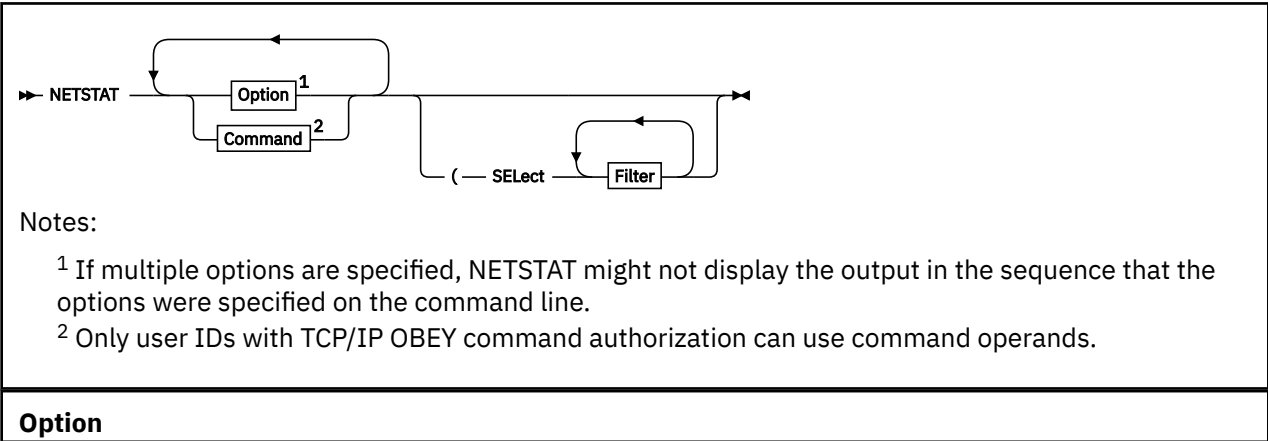 NETSTAT Option 1
Command 2
( SELect Filter
Notes:
1 If multiple options are specified, NETSTAT might not display the output in the sequence that the
options were specified on the command line.
2 Only user IDs with TCP/IP OBEY command authorization can use command operands.
Option